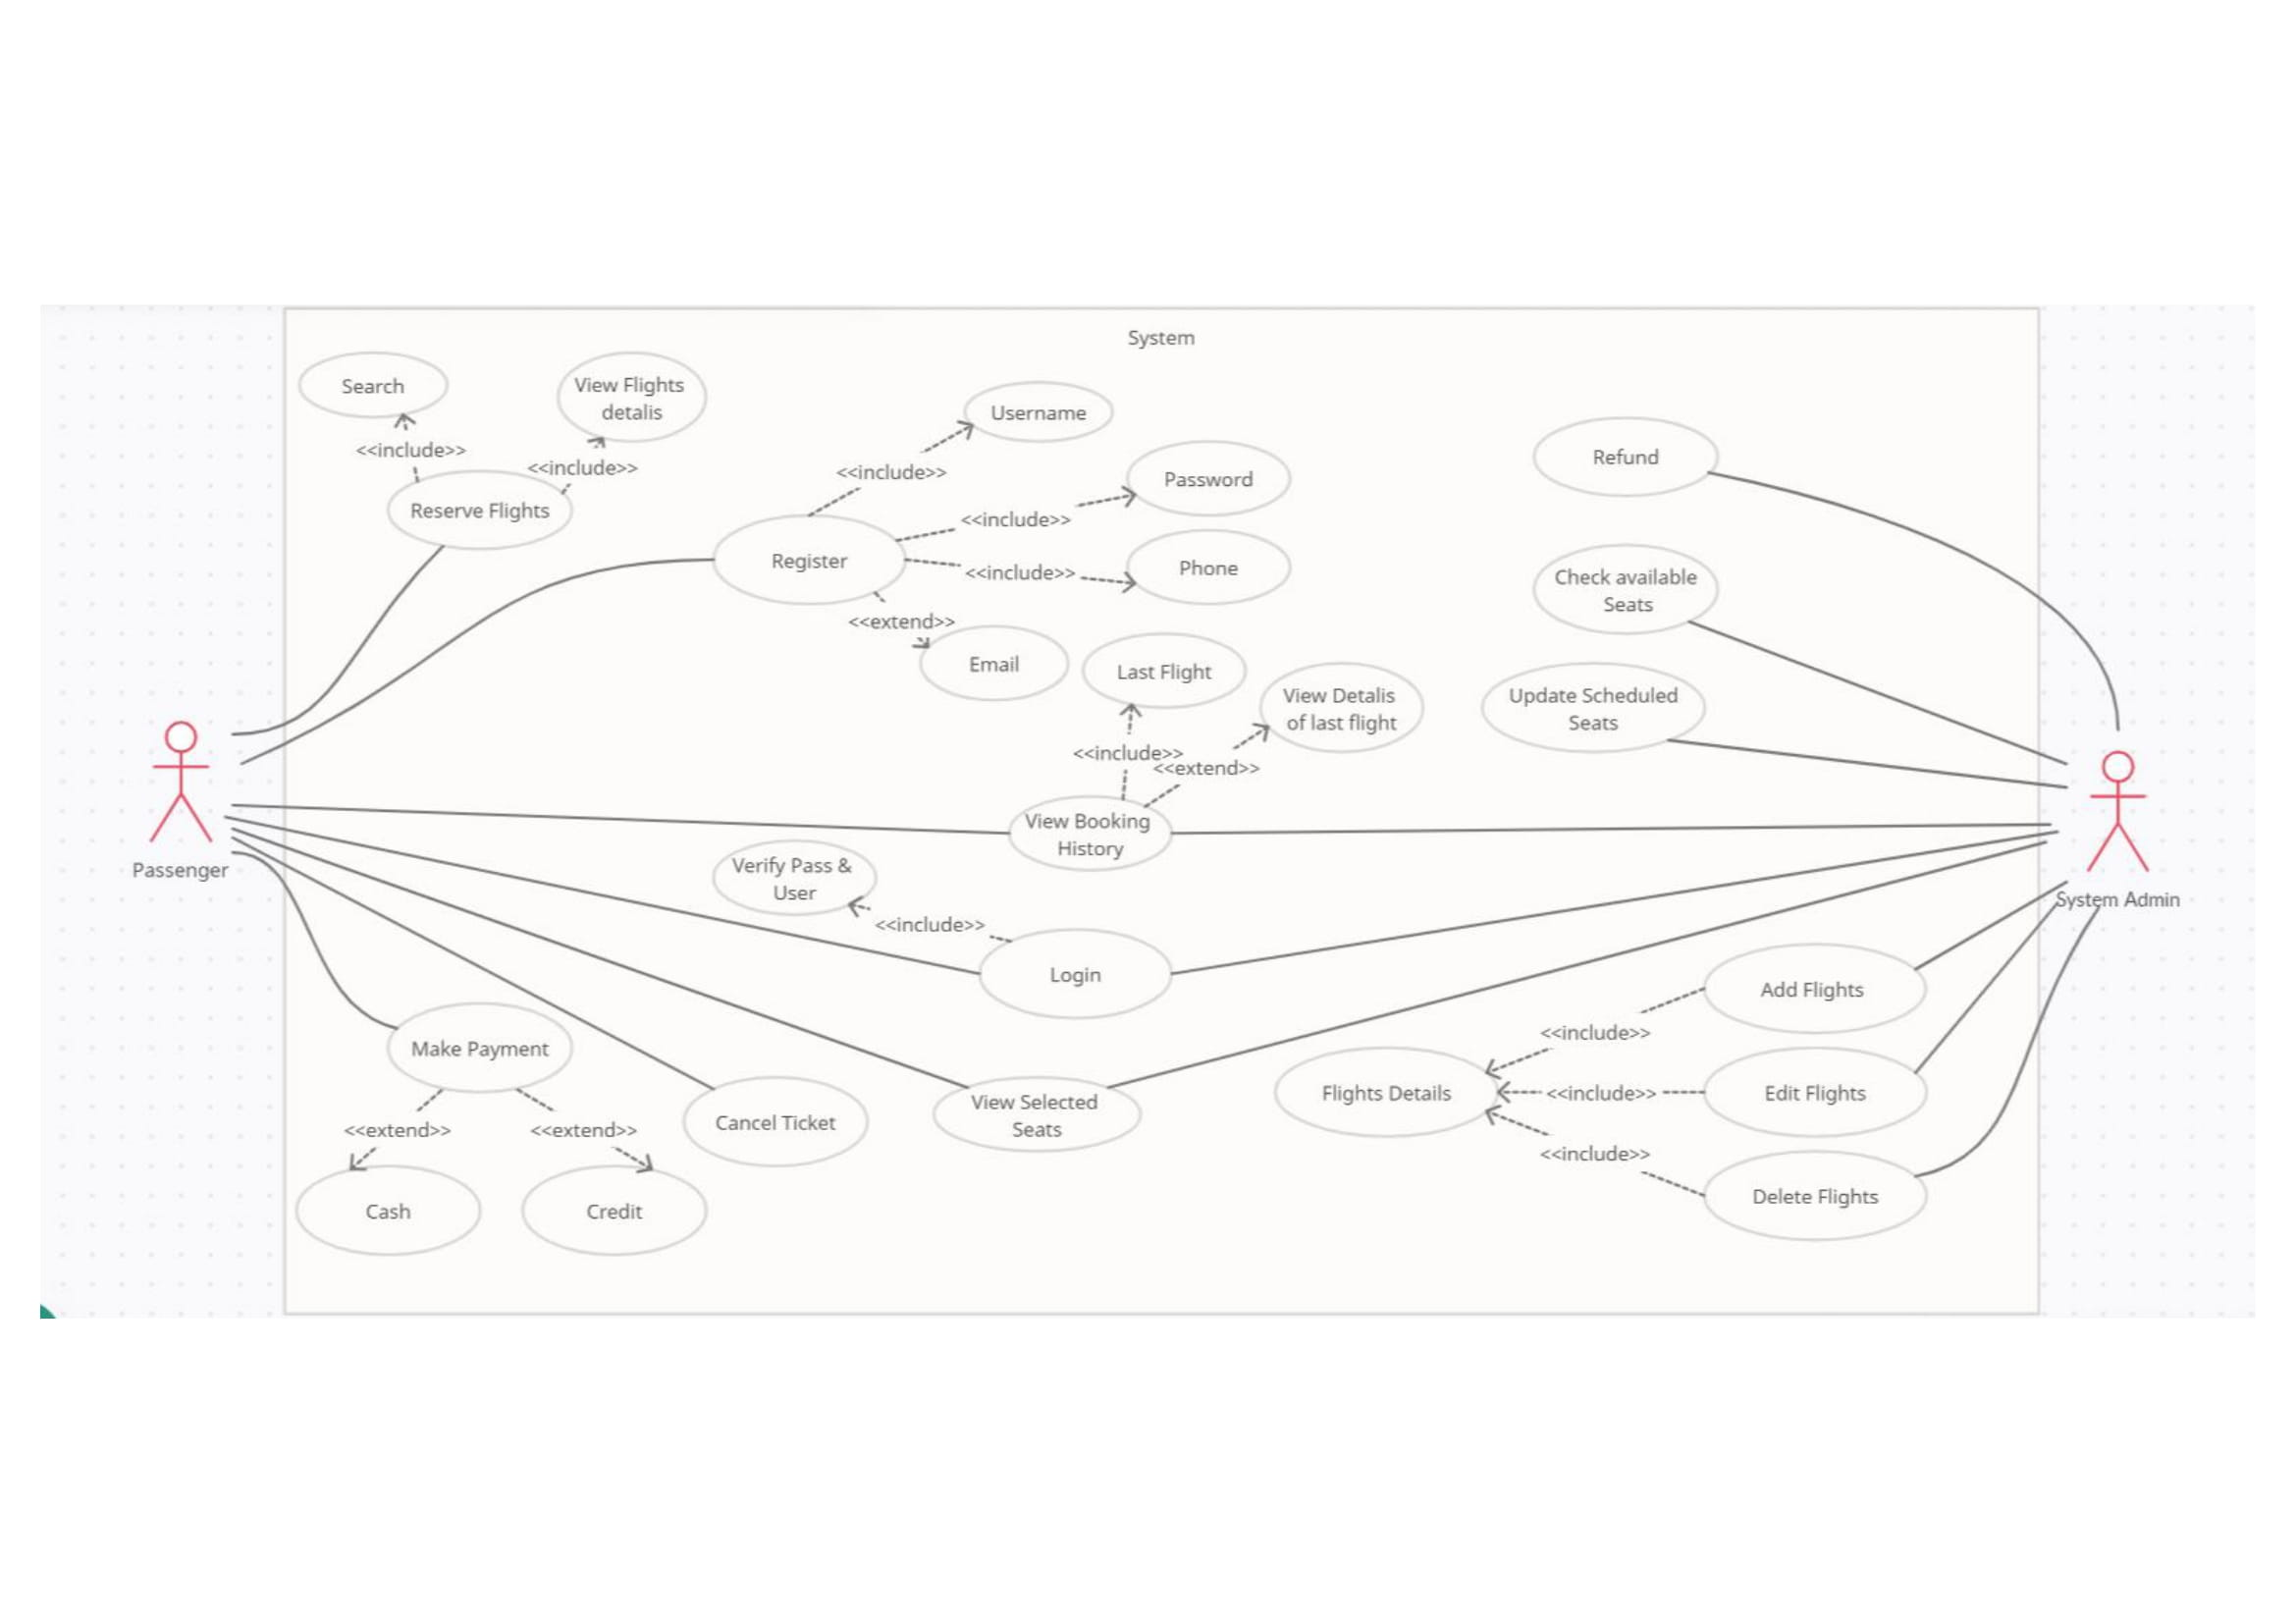 System
Search
View Flights
detalis
<<include>>
<<include>>
Reserve Flights
Username
<<include>>
Password
<<include>>
Register
Phone
<<include>>
<<extend>>
Email
Refund
Check available
Seats
Last Flight
View Detalis
of last flight
Update Scheduled
Seats
<<include>>
<<extend>>
View Booking
History
Passenger
Verify Pass &
User
<<include>>
Login
System Admin
Make Payment
<<extend>>
<<extend>>
Cash
Credit
Cancel Ticket
View Selected
Seats
Add Flights
<<include>>
Flights Details
<<include>>
Edit Flights
<<include>>
Delete Flights